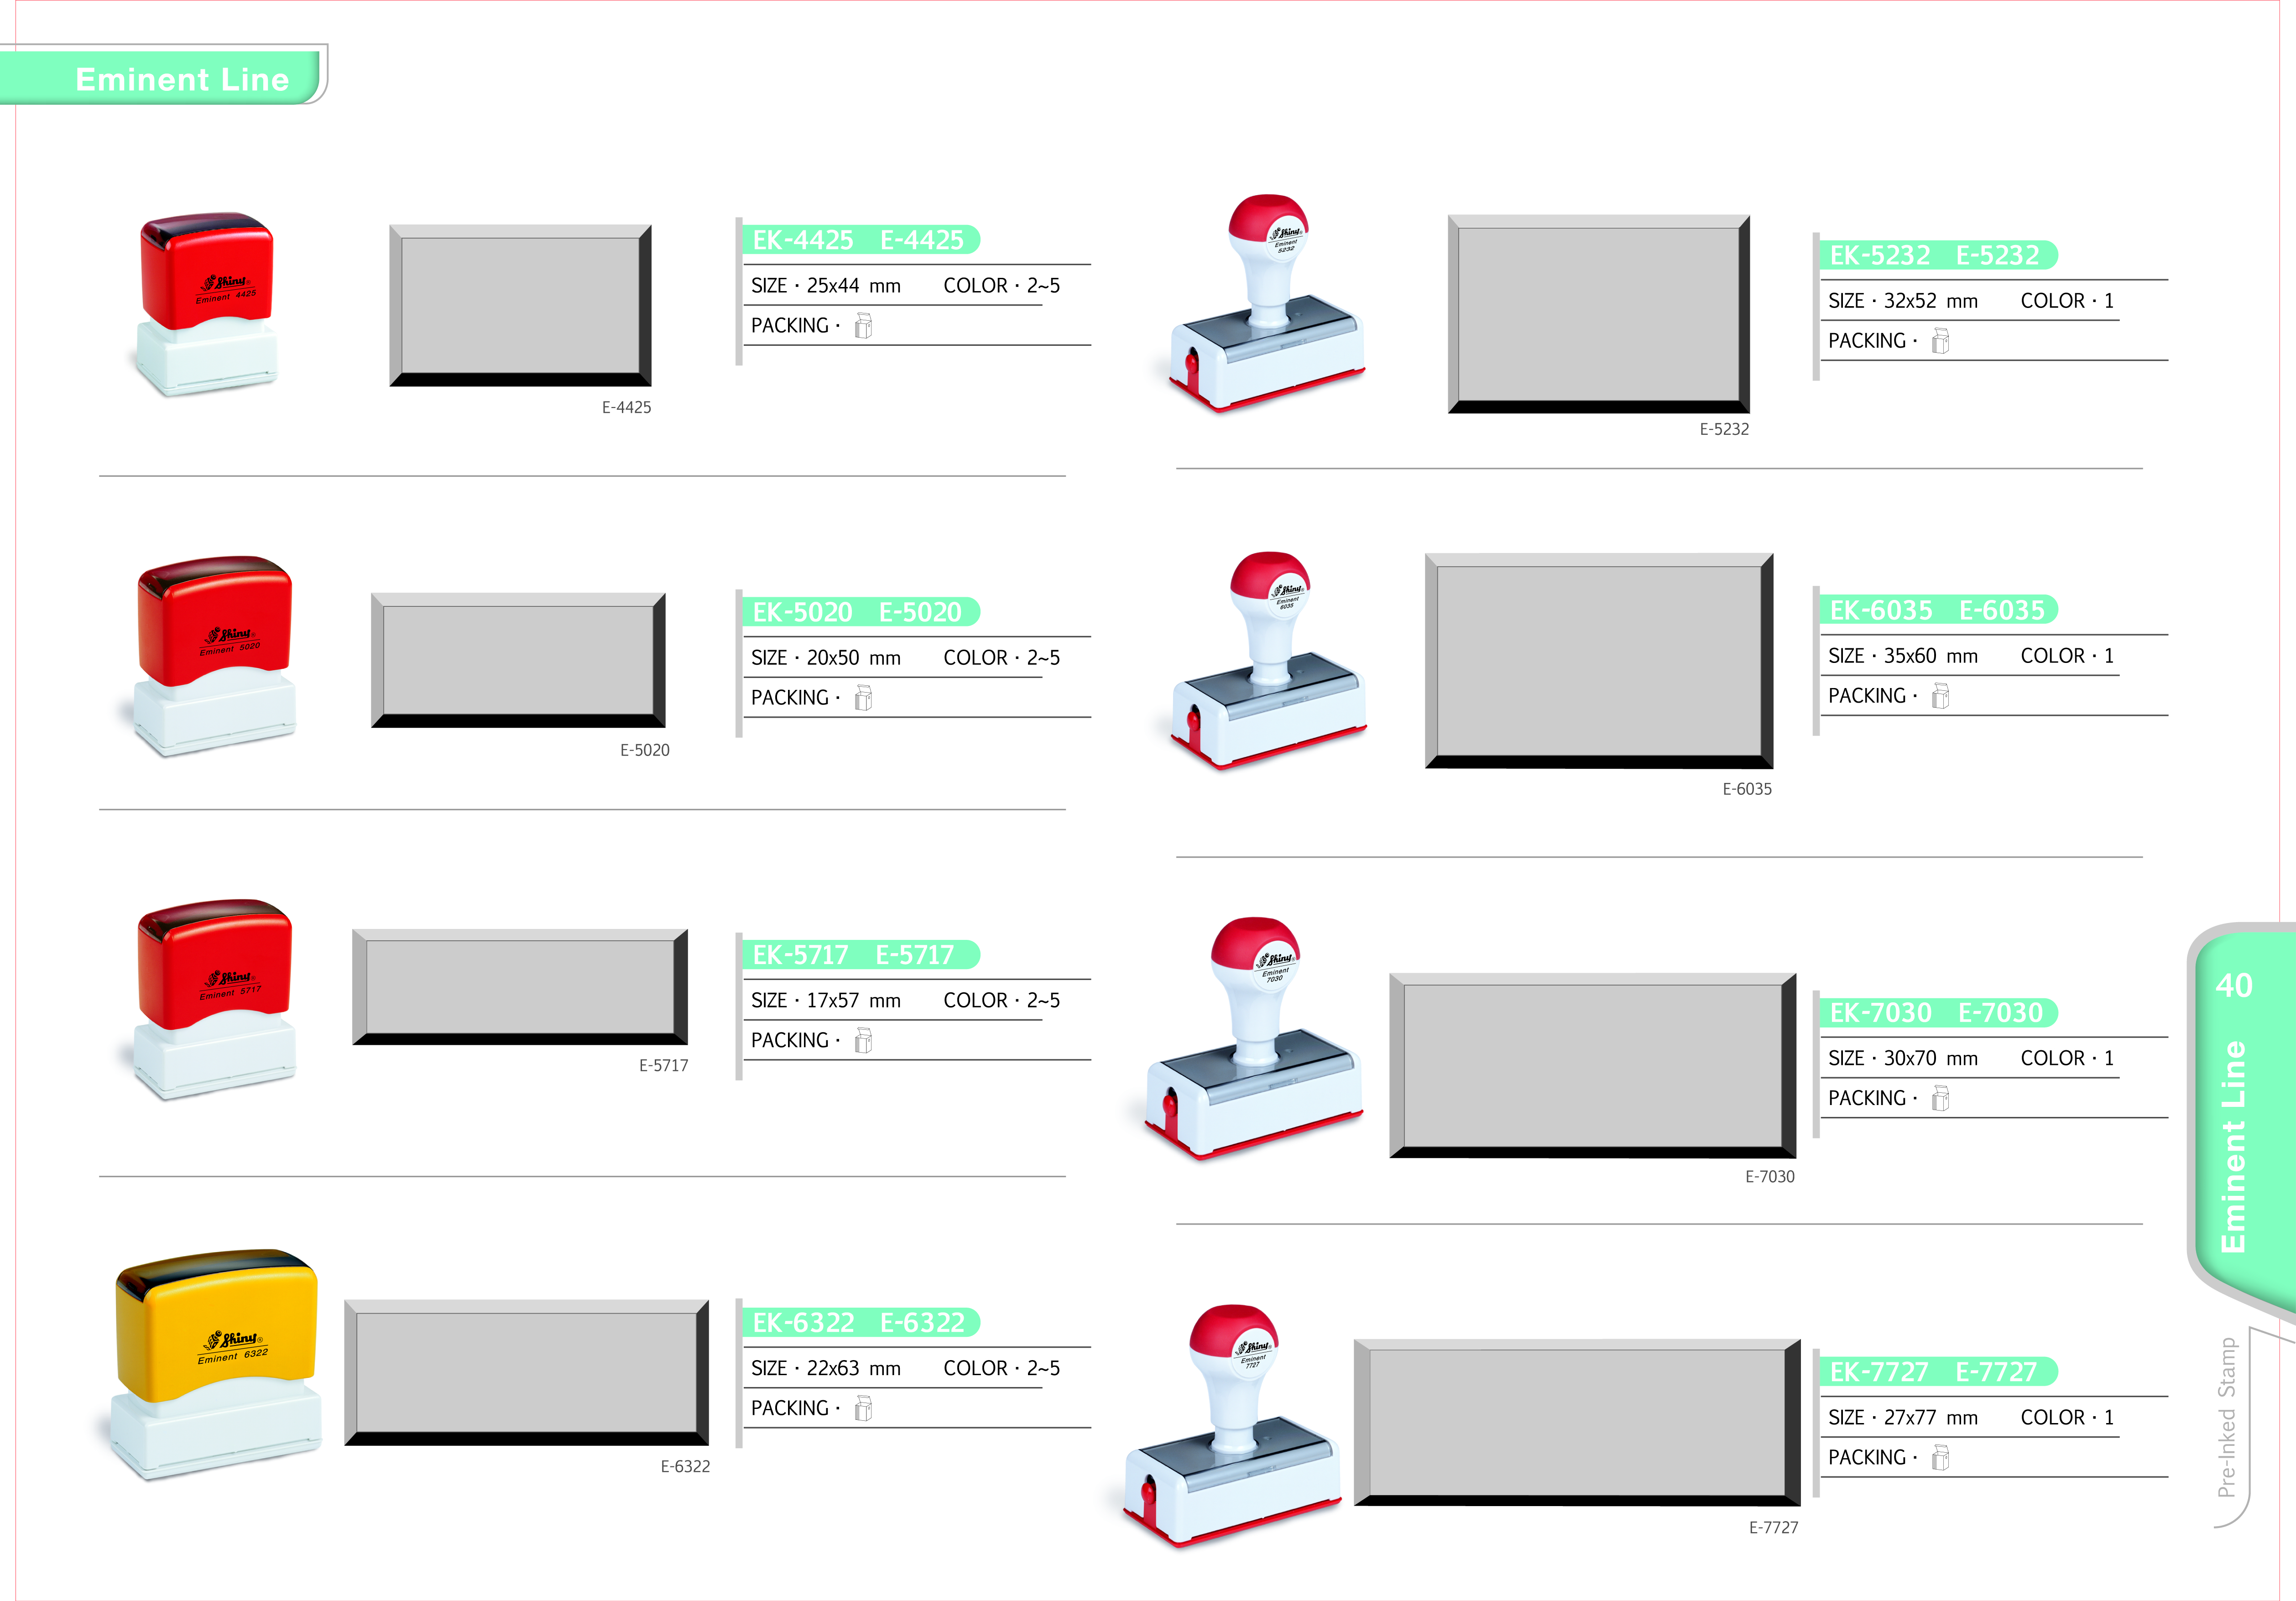 Eminent Line
Shiny®
Eminent 4425
E-4425
EK-4425 E-4425
SIZE · 25x44 mm COLOR · 2~5
PACKING ·
Shiny®
Eminent 5020
E-5020
EK-5020 E-5020
SIZE · 20x50 mm COLOR · 2~5
PACKING ·
Shiny®
Eminent 5717
E-5717
EK-5717 E-5717
SIZE · 17x57 mm COLOR · 2~5
PACKING ·
Shiny®
Eminent 6322
E-6322
EK-6322 E-6322
SIZE · 22x63 mm COLOR · 2~5
PACKING ·
Shiny®
Eminent
5232
E-5232
EK-5232 E-5232
SIZE · 32x52 mm COLOR · 1
PACKING ·
Shiny®
Eminent
6035
E-6035
EK-6035 E-6035
SIZE · 35x60 mm COLOR · 1
PACKING ·
Shiny®
Eminent
7030
E-7030
EK-7030 E-7030
SIZE · 30x70 mm COLOR · 1
PACKING ·
Shiny®
Eminent
7727
E-7727
EK-7727 E-7727
SIZE · 27x77 mm COLOR · 1
PACKING ·
40
Eminent Line
Pre-Inked Stamp